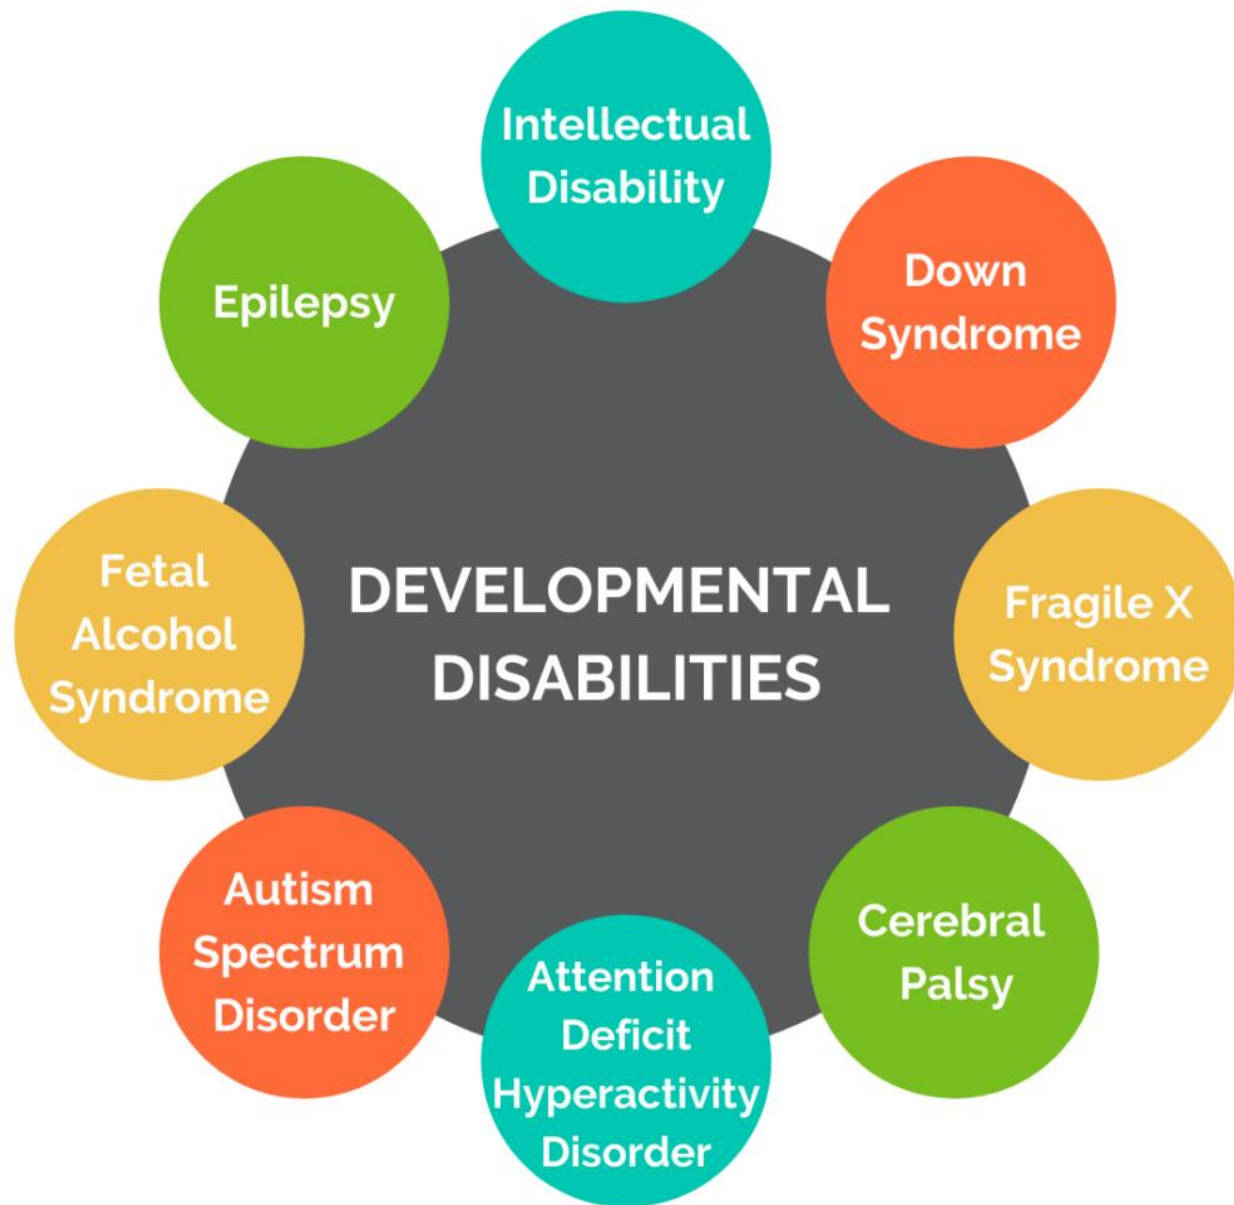 Intellectual
Disability
Down
Syndrome
Epilepsy
Fragile X
Syndrome
DEVELOPMENTAL
DISABILITIES
Fetal
Alcohol
Syndrome
Cerebral
Palsy
Autism
Spectrum
Disorder
Attention
Deficit
Hyperactivity
Disorder